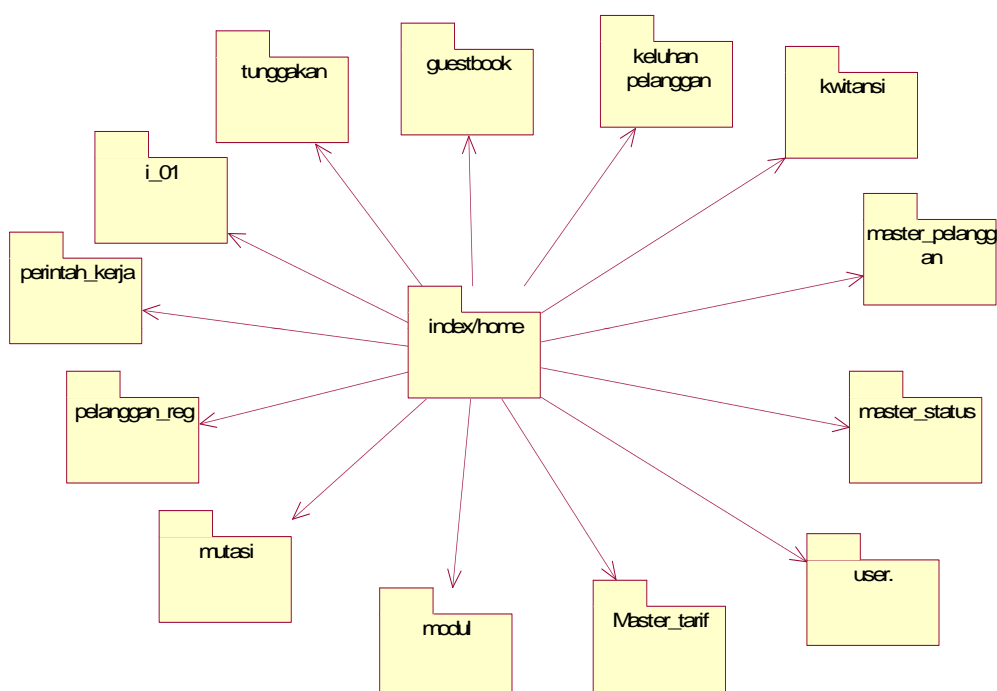 guestbook
tunggakan
keluhan
pelanggan
kwitansi
i_01
master_pelangg
an
perintah_kerja
index/home
pelanggan_reg
master_status
mutasi
user.
modul
Master_tarif